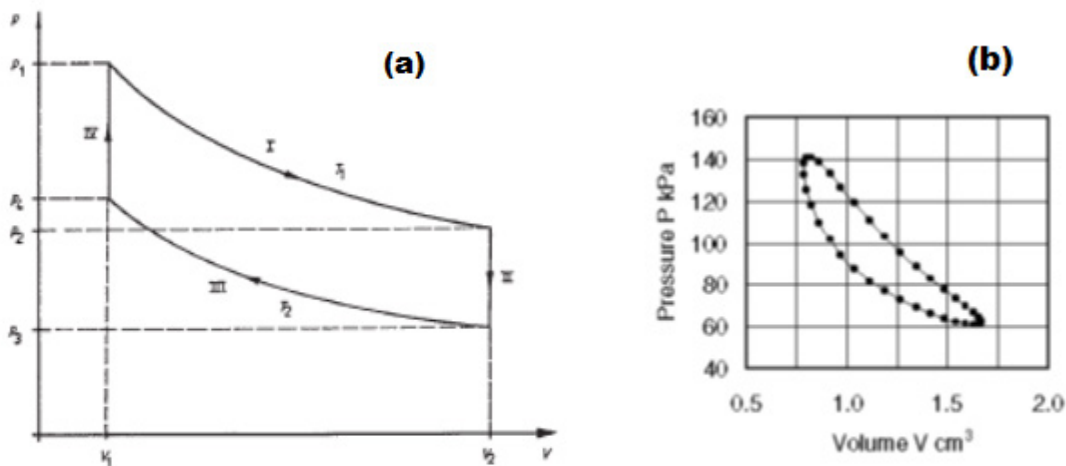 p
(a)
P₁
I
T₁
IV
P₄
P₂
II
III
T₂
P₃
V₁
V₂
V
(b)
160
140
120
100
80
60
40
Pressure P kPa
0.5 1.0 1.5 2.0
Volume V cm³